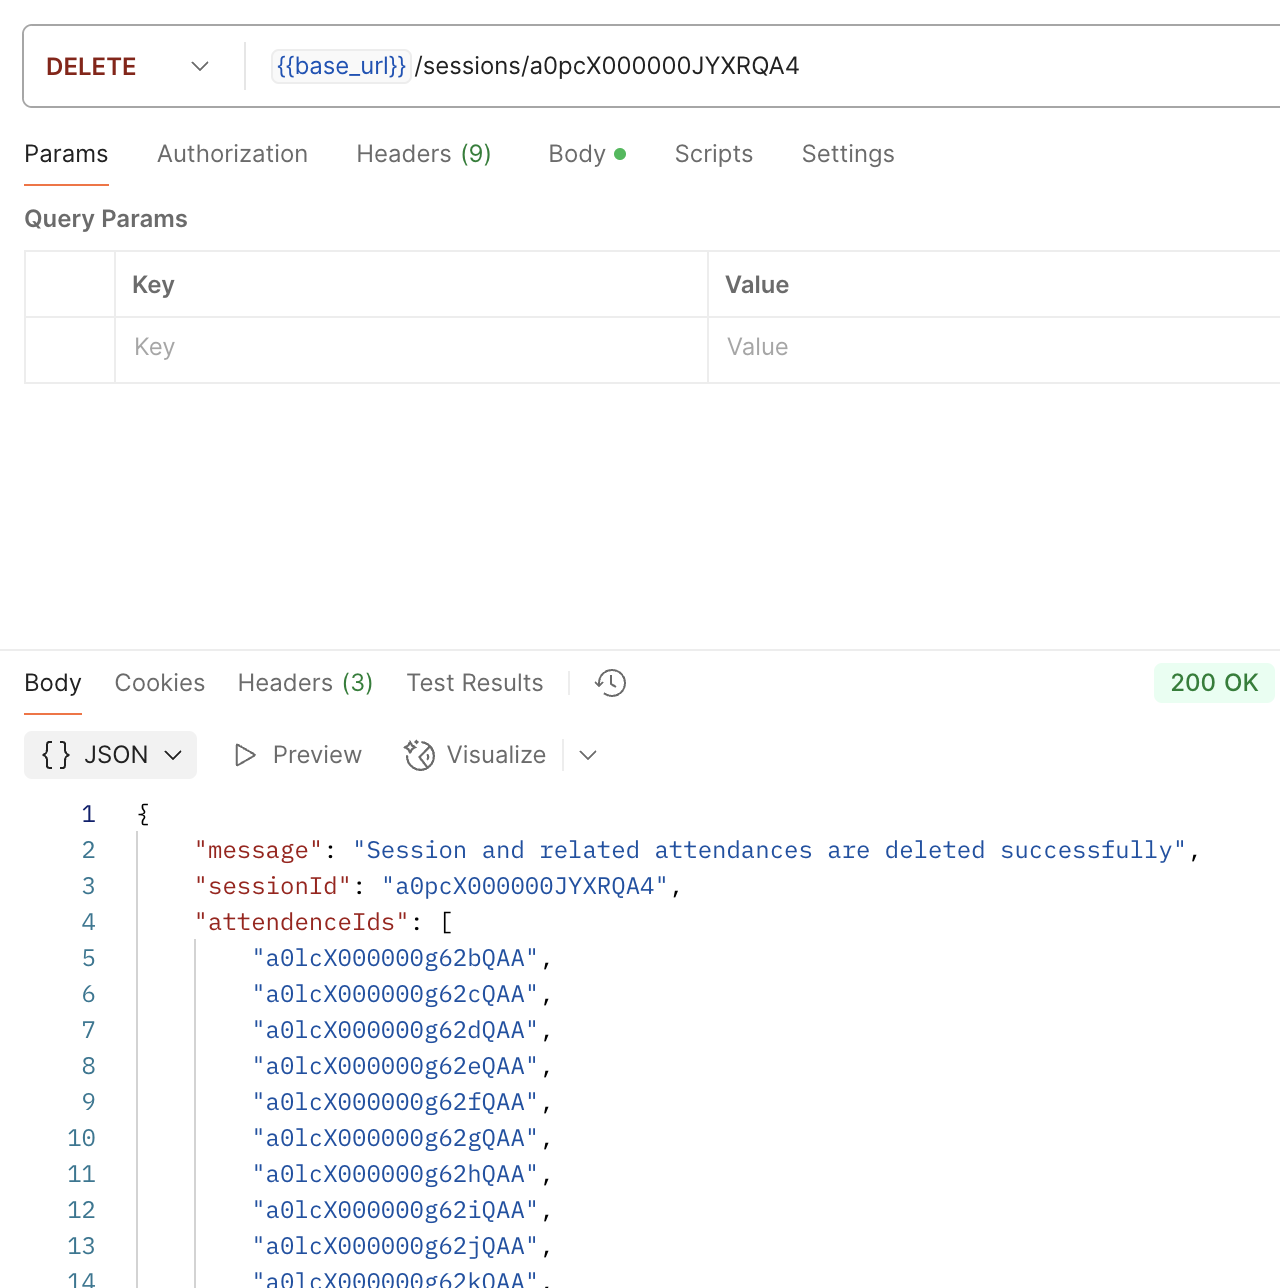 DELETE {{base_url}}/sessions/a0pcX000000JYXRQA4
Params Authorization Headers (9) Body Scripts Settings
Query Params
Key Value
Key Value
Body Cookies Headers (3) Test Results 200 OK
{} JSON Preview Visualize
1 {
2 "message": "Session and related attendances are deleted successfully",
3 "sessionId": "a0pcX000000JYXRQA4",
4 "attendenceIds": [
5 "a0lcX000000g62bQAA",
6 "a0lcX000000g62cQAA",
7 "a0lcX000000g62dQAA",
8 "a0lcX000000g62eQAA",
9 "a0lcX000000g62fQAA",
10 "a0lcX000000g62gQAA",
11 "a0lcX000000g62hQAA",
12 "a0lcX000000g62iQAA",
13 "a0lcX000000g62jQAA",
14 "a0lcX000000g62kQAA",